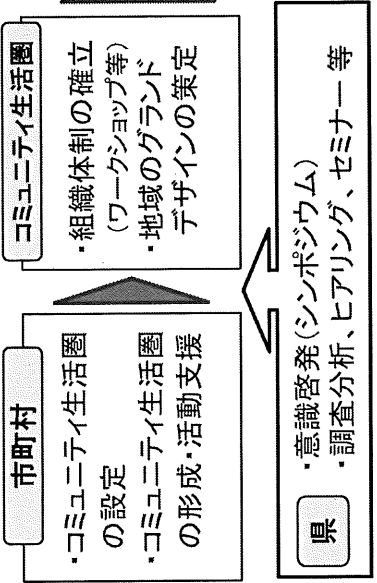 市町村
・コミュニティ生活圏
の設定
・コミュニティ生活圏
の形成・活動支援
コミュニティ生活圏
・組織体制の確立
（ワークショップ等）
・地域のグランド
デザインの策定
県
・意識啓発（シンポジウム）
・調査分析、ヒアリング、セミナー等